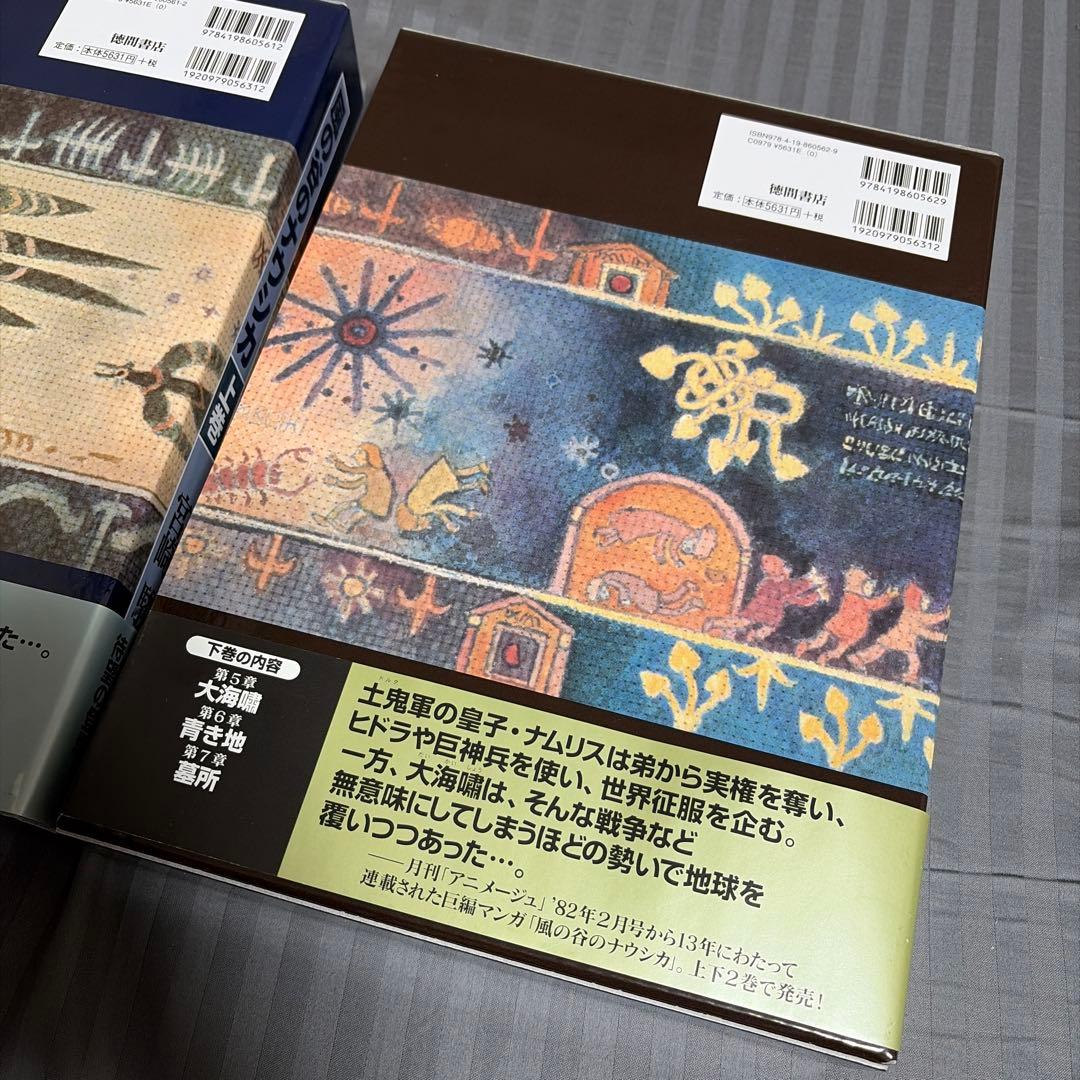 ¥5631E (0)
9784198605612
徳間書店
定価:本体5631円+税
1920979056312
風の谷のナウシカ 上巻
た…。
ISBN978-4-19-860562-9
C0979 ¥5631E (0)
9784198605629
徳間書店
定価:本体5631円+税
1920979056312
下巻の内容
第5章
大海嘯
第6章
青き地
第7章
墓所
トルク
土鬼軍の皇子・ナムリスは弟から実権を奪い、
ヒドラや巨神兵を使い、世界征服を企む。
一方、大海嘯は、そんな戦争など
無意味にしてしまうほどの勢いで地球を
覆いつつあった…。
——月刊「アニメージュ」'82年2月号から13年にわたって
連載された巨編マンガ「風の谷のナウシカ」。上下2巻で発売!